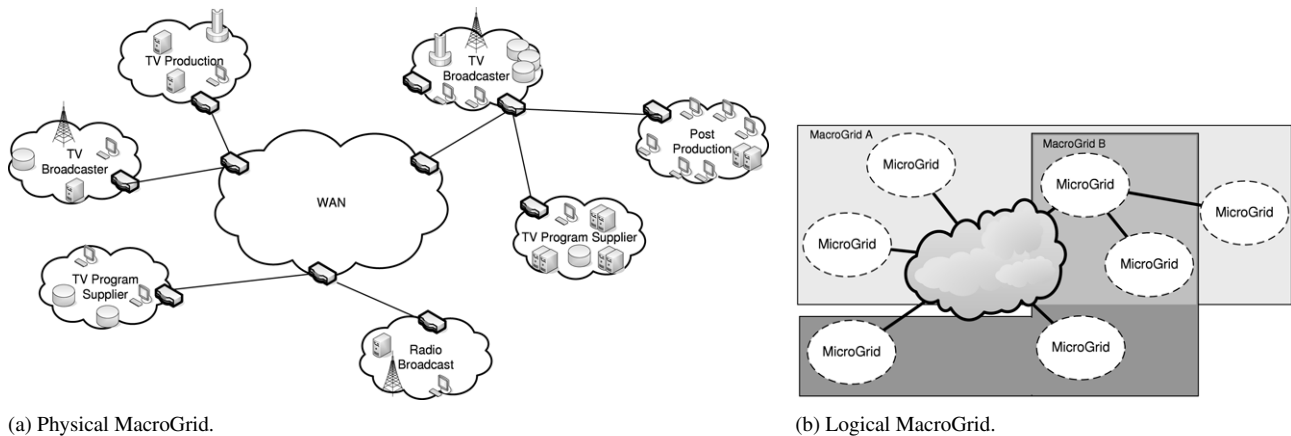 TV Production
TV
Broadcaster
TV
Broadcaster
Post
Production
WAN
TV Program Supplier
TV Program
Supplier
Radio
Broadcast
(a) Physical MacroGrid.
MacroGrid A
MacroGrid B
MicroGrid
MicroGrid
MicroGrid
MicroGrid
MicroGrid
MicroGrid
MicroGrid
(b) Logical MacroGrid.